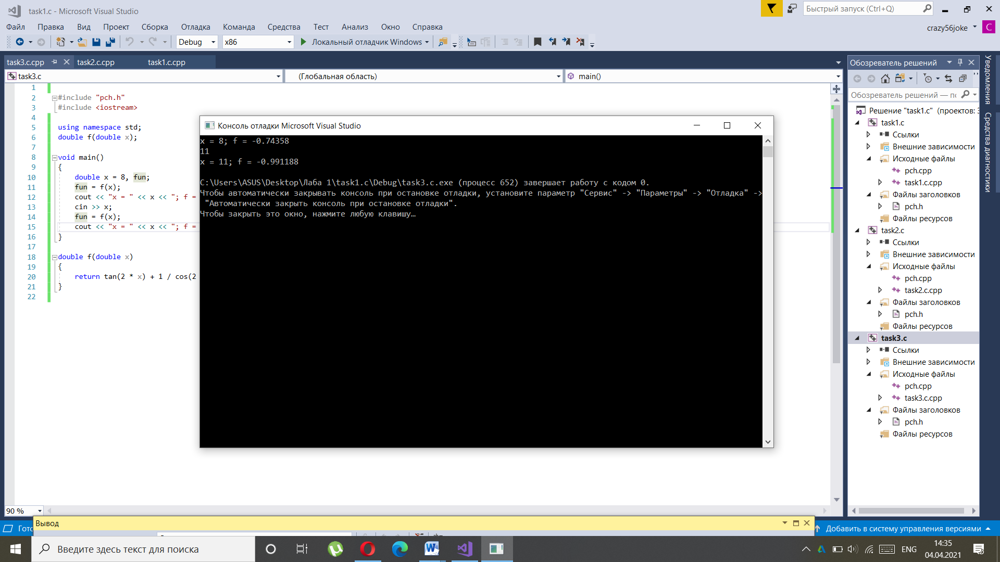 task1.c - Microsoft Visual Studio
Быстрый запуск (Ctrl+Q)
Файл Правка Вид Проект Сборка Отладка Команда Средства Тест Анализ Окно Справка
crazy56joke C
Debug x86 Локальный отладчик Windows
task3.c.cpp task2.c.cpp task1.c.cpp
task3.c (Глобальная область) main()
1
2 #include "pch.h"
3 #include <iostream>
4
5 using namespace std;
6 double f(double x);
7
8 void main()
9 {
10 double x = 8, fun;
11 fun = f(x);
12 cout << "x = " << x << "; f =
13 cin >> x;
14 fun = f(x);
15 cout << "x = " << x << "; f =
16 }
17
18 double f(double x)
19 {
20 return tan(2 * x) + 1 / cos(2
21 }
22
Консоль отладки Microsoft Visual Studio
x = 8; f = -0.74358
11
x = 11; f = -0.991188
C:\Users\ASUS\Desktop\Лаба 1\task1.c\Debug\task3.c.exe (процесс 652) завершает работу с кодом 0.
Чтобы автоматически закрывать консоль при остановке отладки, установите параметр "Сервис" -> "Параметры" -> "Отладка" ->
"Автоматически закрыть консоль при остановке отладки".
Чтобы закрыть это окно, нажмите любую клавишу…
Обозреватель решений
Обозреватель решений — по
Решение "task1.c" (проектов: 3
task1.c
Ссылки
Внешние зависимости
Исходные файлы
pch.cpp
task1.c.cpp
Файлы заголовков
pch.h
Файлы ресурсов
task2.c
Ссылки
Внешние зависимости
Исходные файлы
pch.cpp
task2.c.cpp
Файлы заголовков
pch.h
Файлы ресурсов
task3.c
Ссылки
Внешние зависимости
Исходные файлы
pch.cpp
task3.c.cpp
Файлы заголовков
pch.h
Файлы ресурсов
Уведомления
Средства диагностики
90 %
Вывод
Гото
Добавить в систему управления версиями
Введите здесь текст для поиска
ENG
14:35
04.04.2021